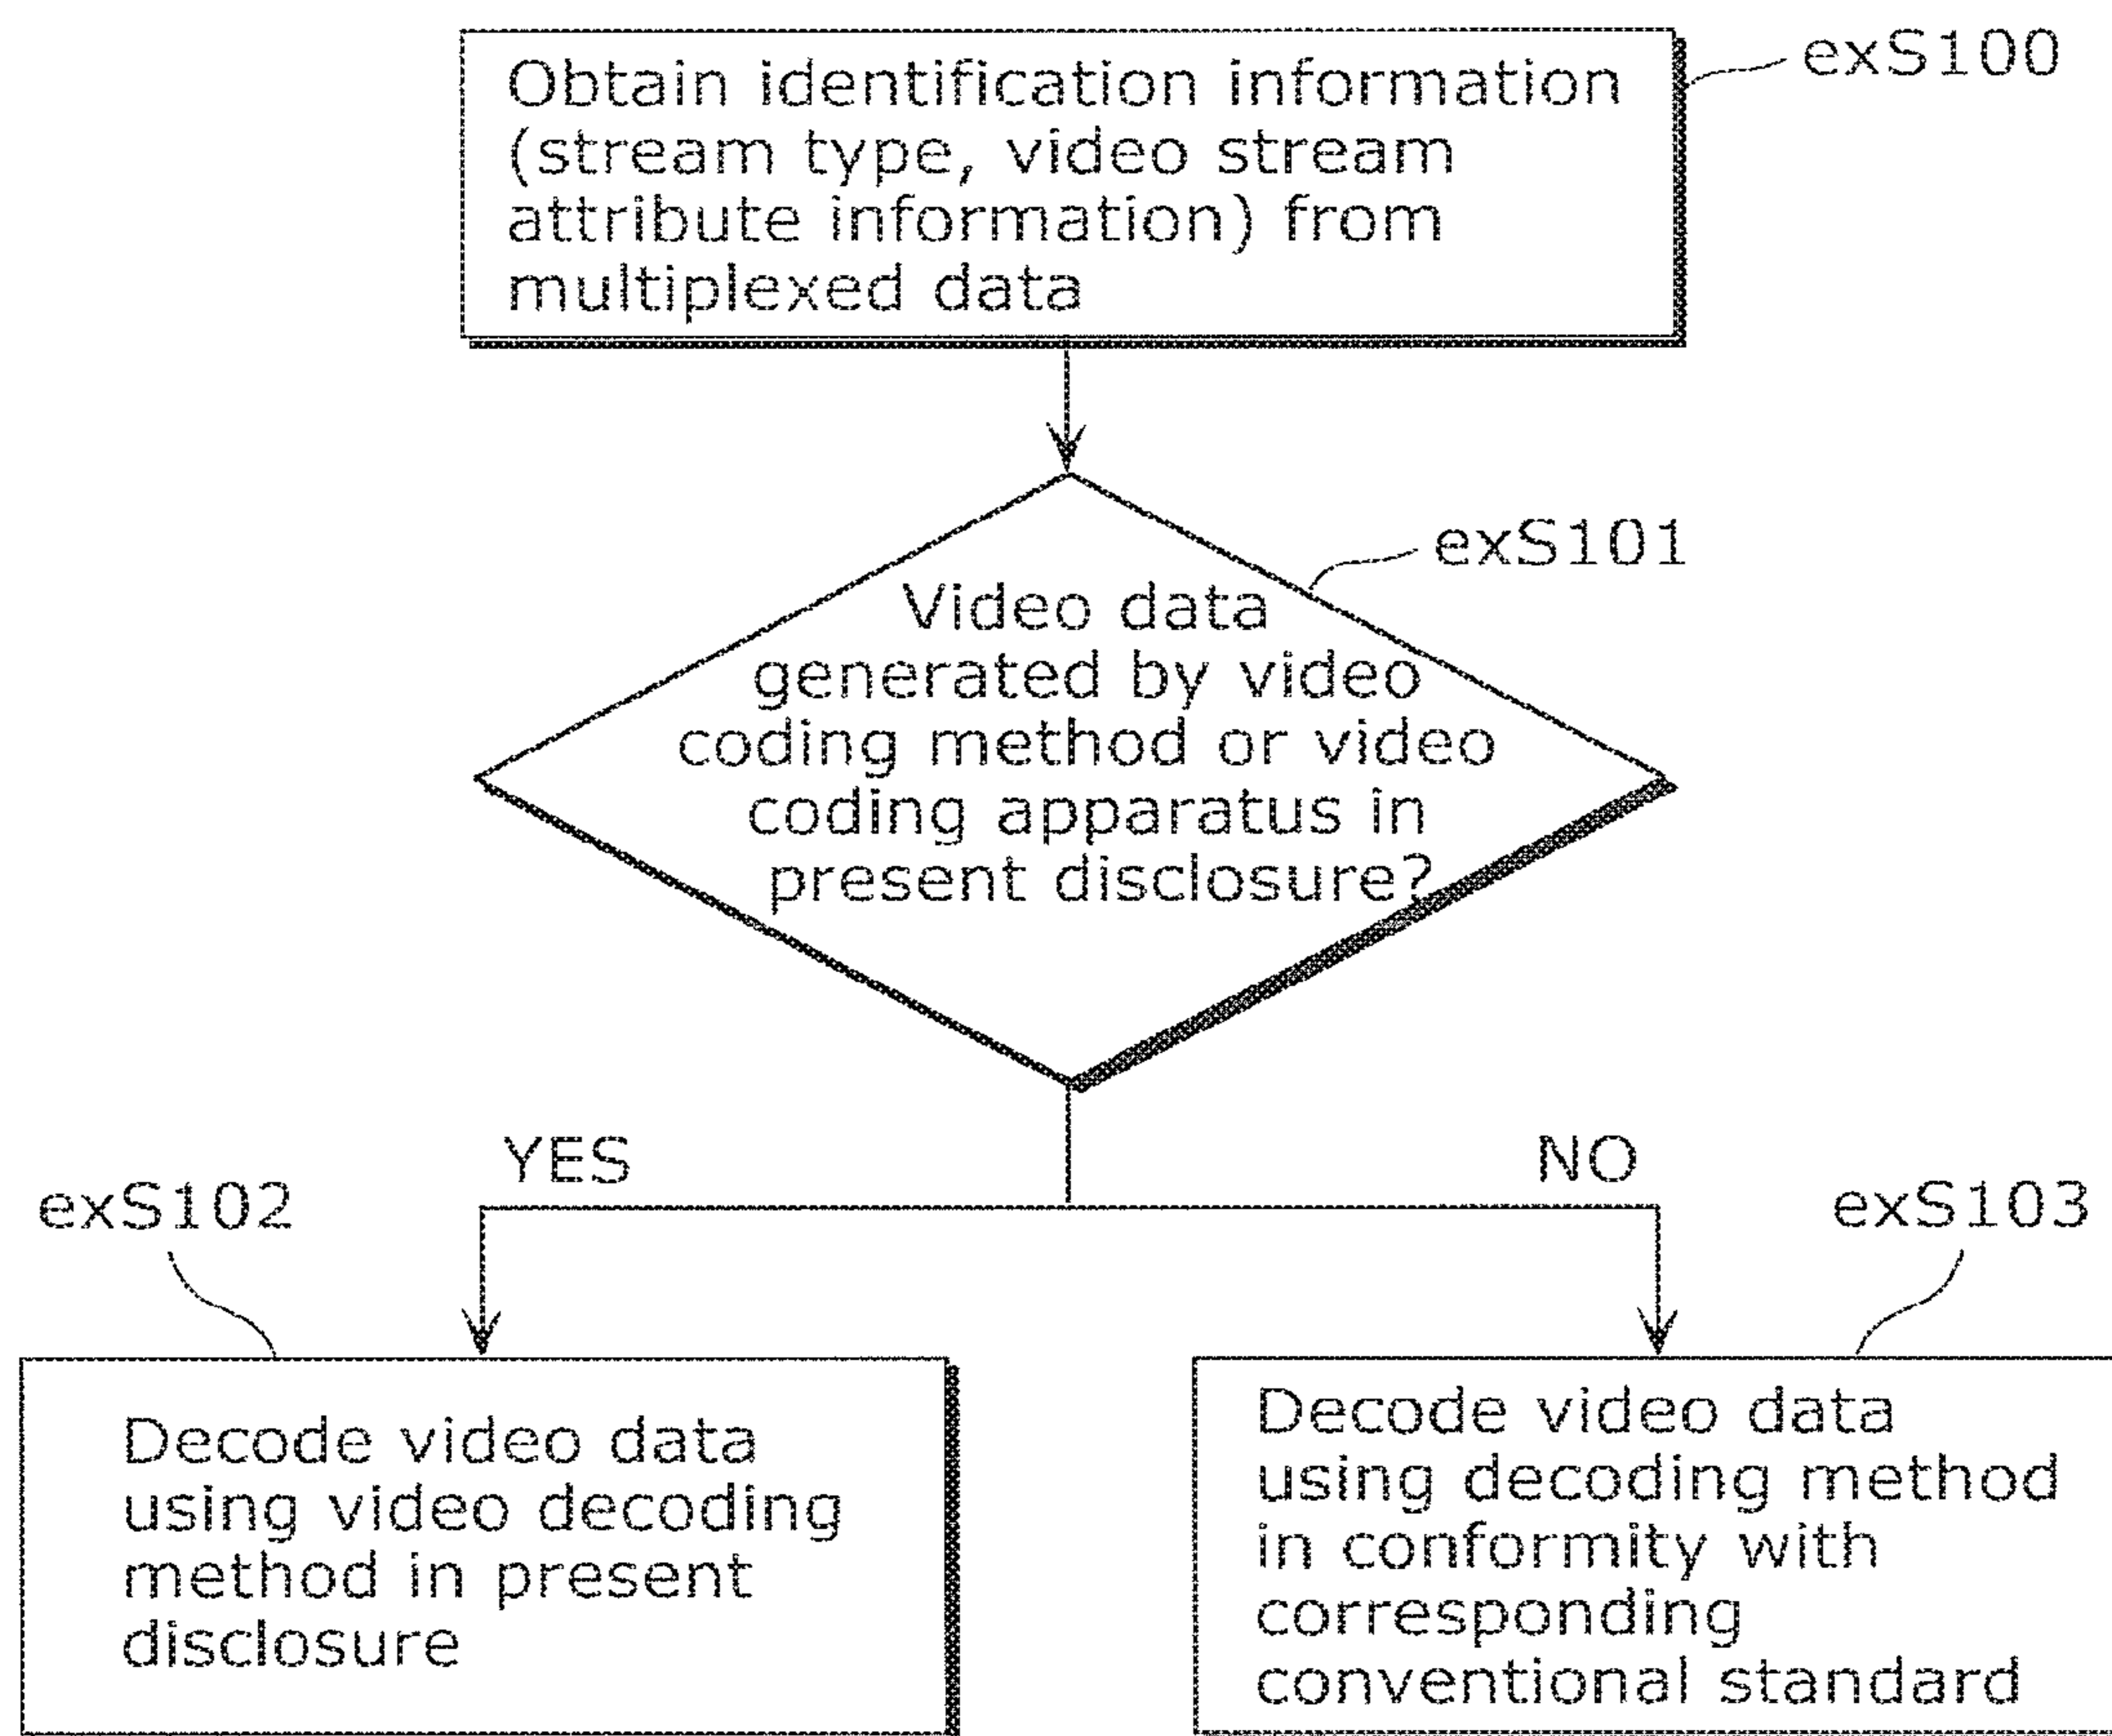 exS100
Obtain identification information
(stream type, video stream
attribute information) from
multiplexed data
exS101
Video data
generated by video
coding method or video
coding apparatus in
present disclosure?
YES
NO
exS102
exS103
Decode video data
using video decoding
method in present
disclosure
Decode video data
using decoding method
in conformity with
corresponding
conventional standard